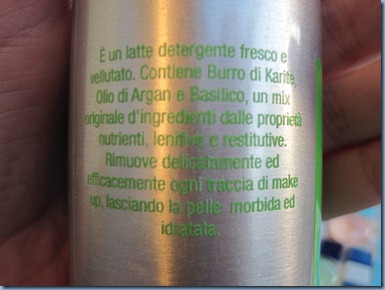 È un latte detergente fresco e
vellutato. Contiene Burro di Karitè,
Olio di Argan e Basilico, un mix
originale d'ingredienti dalle proprietà
nutrienti, lenitive e restitutive.
Rimuove delicatamente ed
efficacemente ogni traccia di make
up, lasciando la pelle morbida ed
idratata.